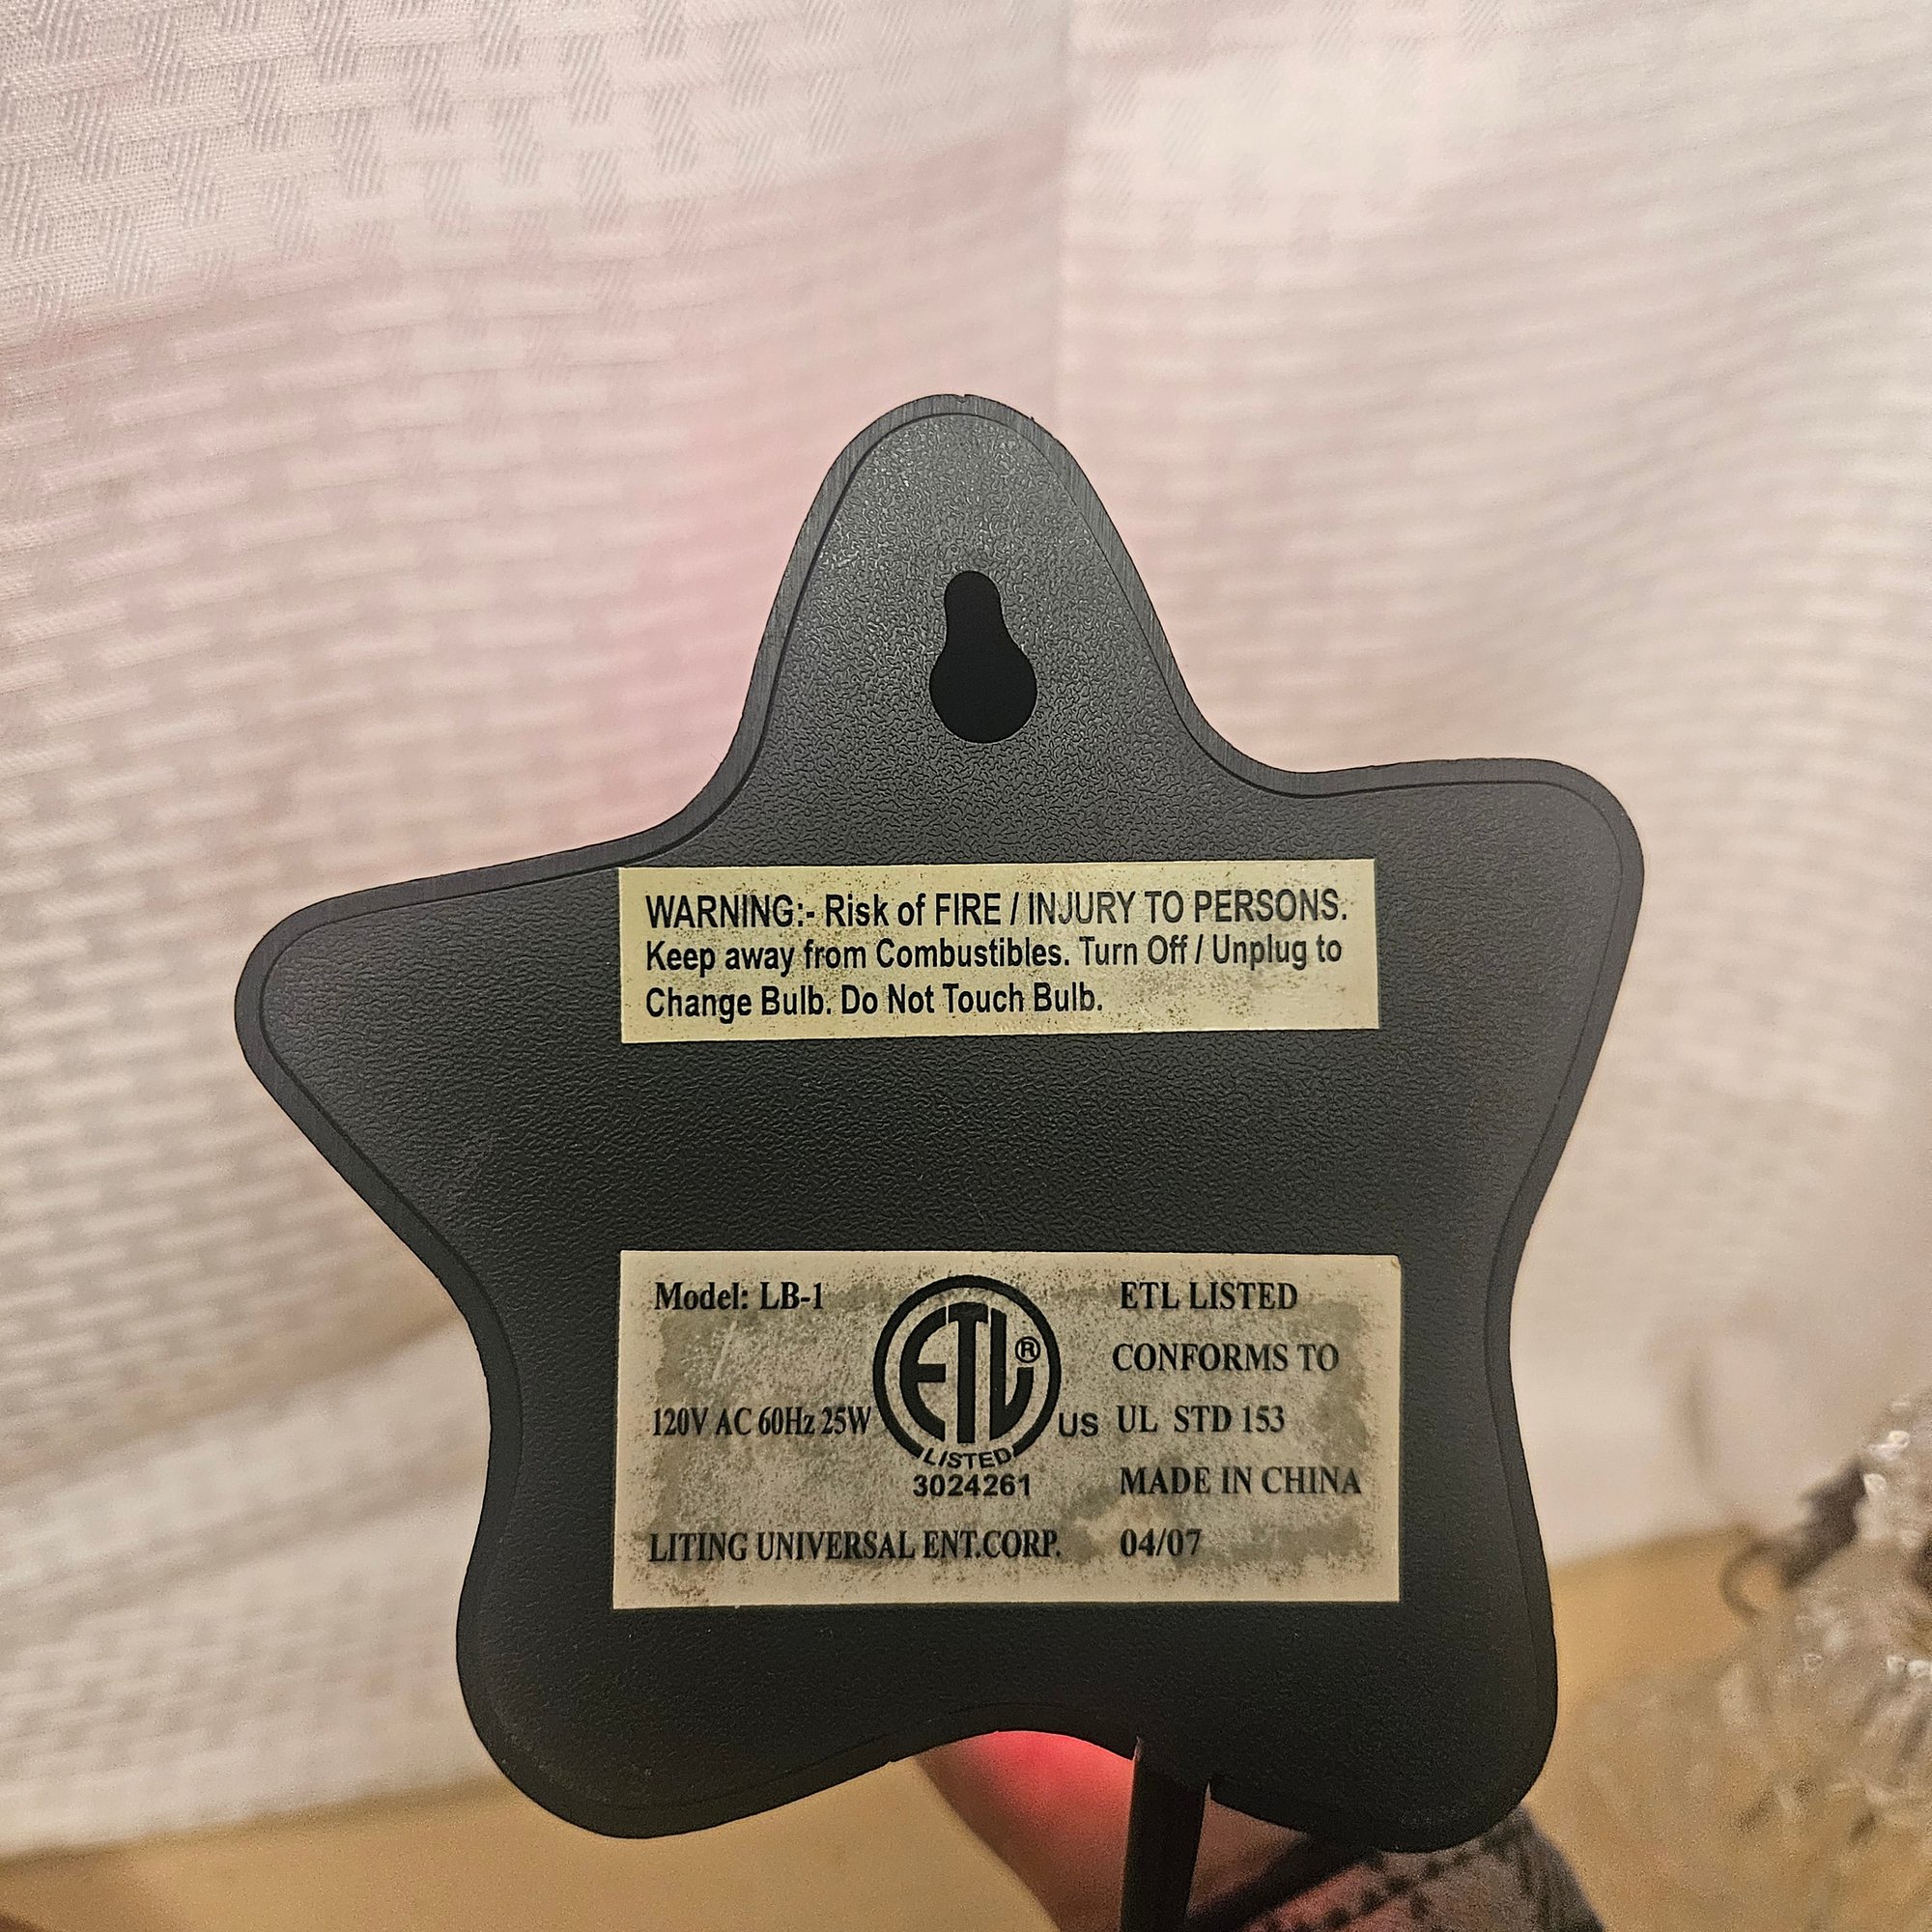 WARNING:- Risk of FIRE / INJURY TO PERSONS.
Keep away from Combustibles. Turn Off / Unplug to
Change Bulb. Do Not Touch Bulb.
Model: LB-1
120V AC 60Hz 25W
ETL ®
LISTED
US
3024261
ETL LISTED
CONFORMS TO
UL STD 153
MADE IN CHINA
LITING UNIVERSAL ENT.CORP. 04/07